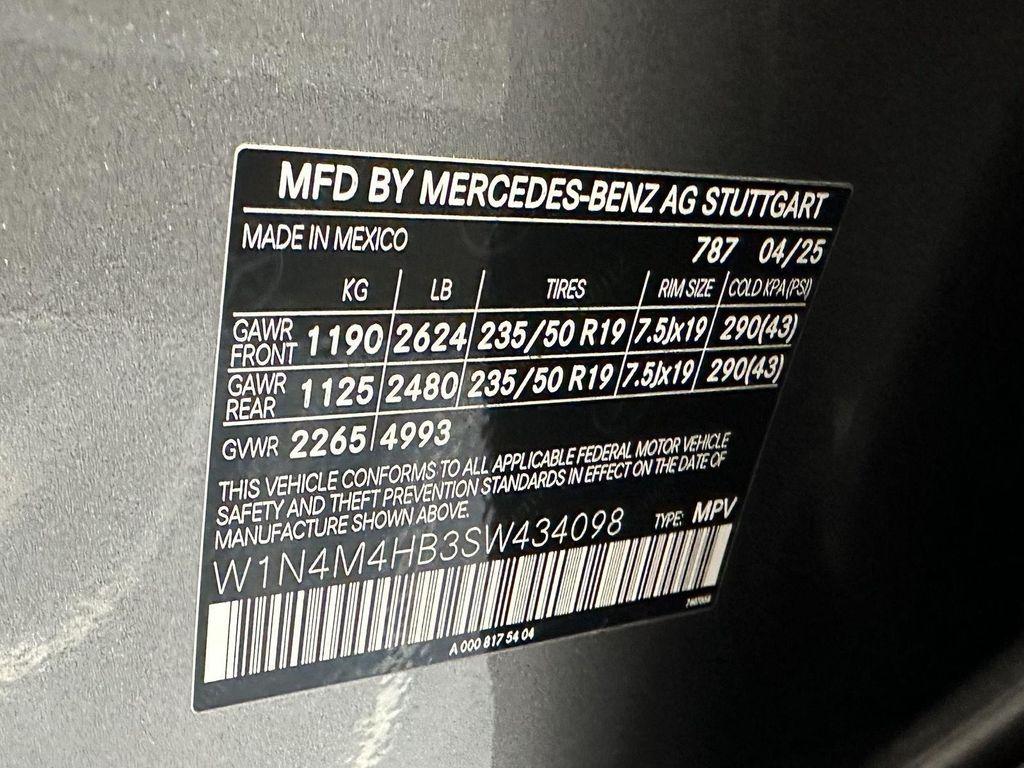 MFD BY MERCEDES-BENZ AG STUTTGART
MADE IN MEXICO 787 04/25
KG LB TIRES RIM SIZE COLD KPA (PSI)
GAWR FRONT 1190 2624 235/50 R19 7.5Jx19 290(43)
GAWR REAR 1125 2480 235/50 R19 7.5Jx19 290(43)
GVWR 2265 4993
THIS VEHICLE CONFORMS TO ALL APPLICABLE FEDERAL MOTOR VEHICLE
SAFETY AND THEFT PREVENTION STANDARDS IN EFFECT ON THE DATE OF
MANUFACTURE SHOWN ABOVE.
W1N4M4HB3SW434098 TYPE: MPV
A 000 817 54 04